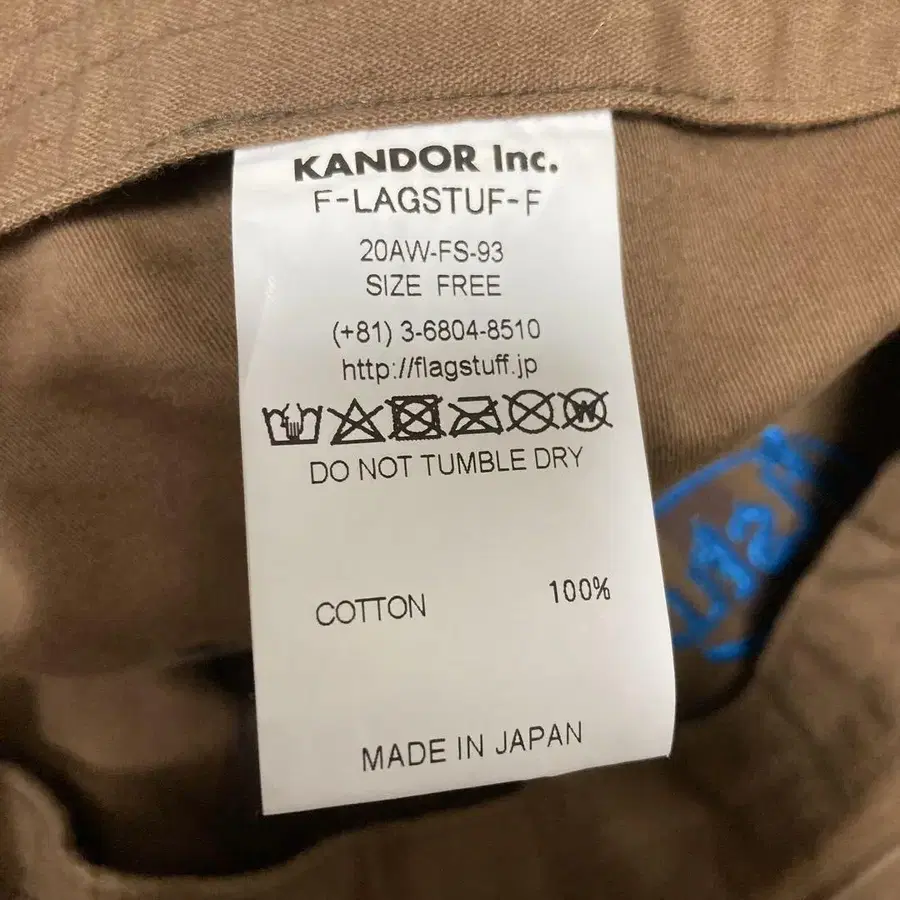 KANDOR Inc.
F-LAGSTUF-F
20AW-FS-93
SIZE FREE
(+81) 3-6804-8510
http://flagstuff.jp
W
DO NOT TUMBLE DRY
COTTON 100%
MADE IN JAPAN